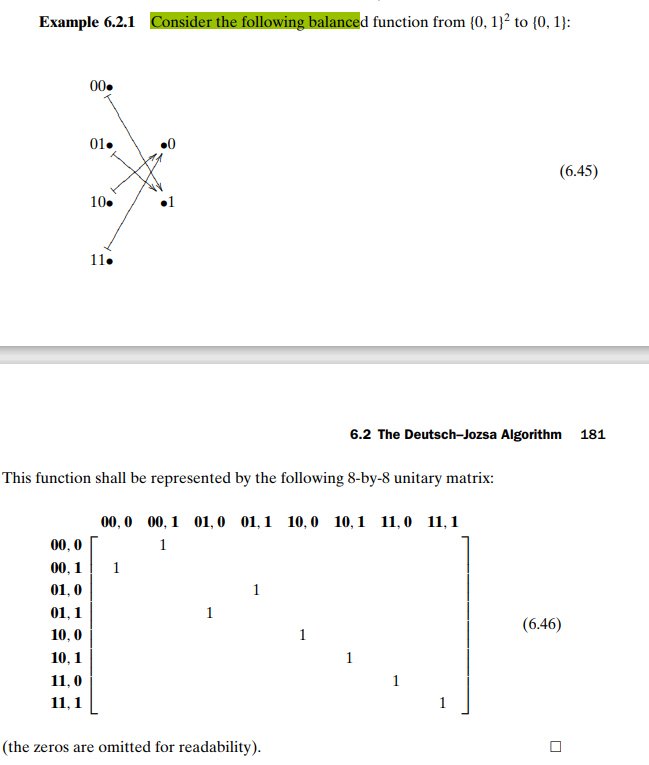 Example 6.2.1 Consider the following balanced function from {0, 1}² to {0, 1}:
00•
01• •0
(6.45)
10• •1
11•
6.2 The Deutsch–Jozsa Algorithm 181
This function shall be represented by the following 8-by-8 unitary matrix:
00, 0 00, 1 01, 0 01, 1 10, 0 10, 1 11, 0 11, 1
00, 0 1
00, 1 1
01, 0 1
01, 1 1
(6.46)
10, 0 1
10, 1 1
11, 0 1
11, 1 1
(the zeros are omitted for readability). □